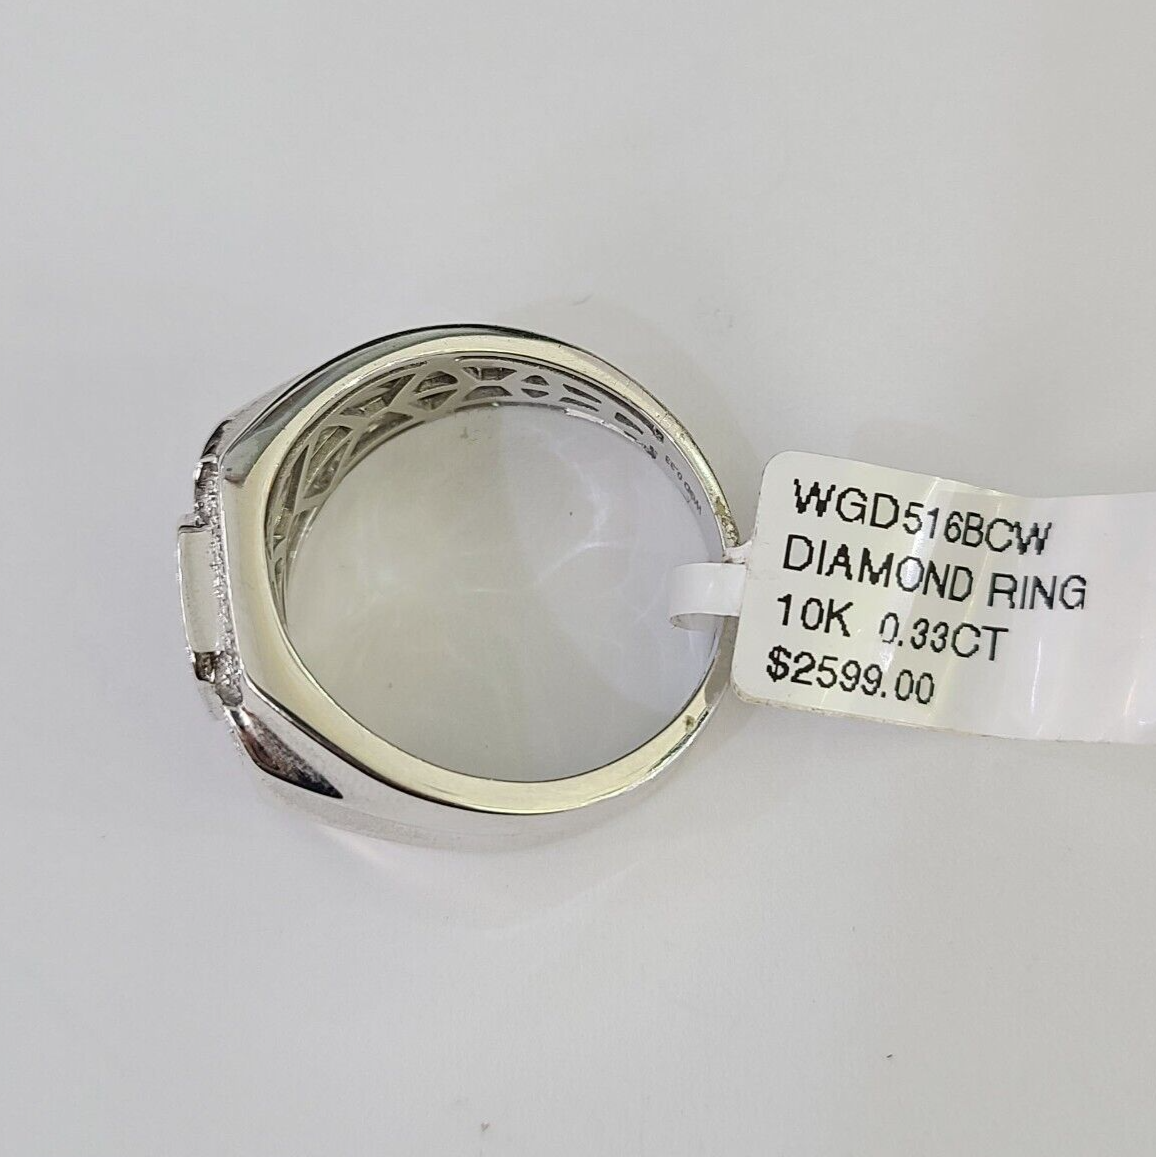 WGD516BCW
DIAMOND RING
10K 0.33CT
$2599.00